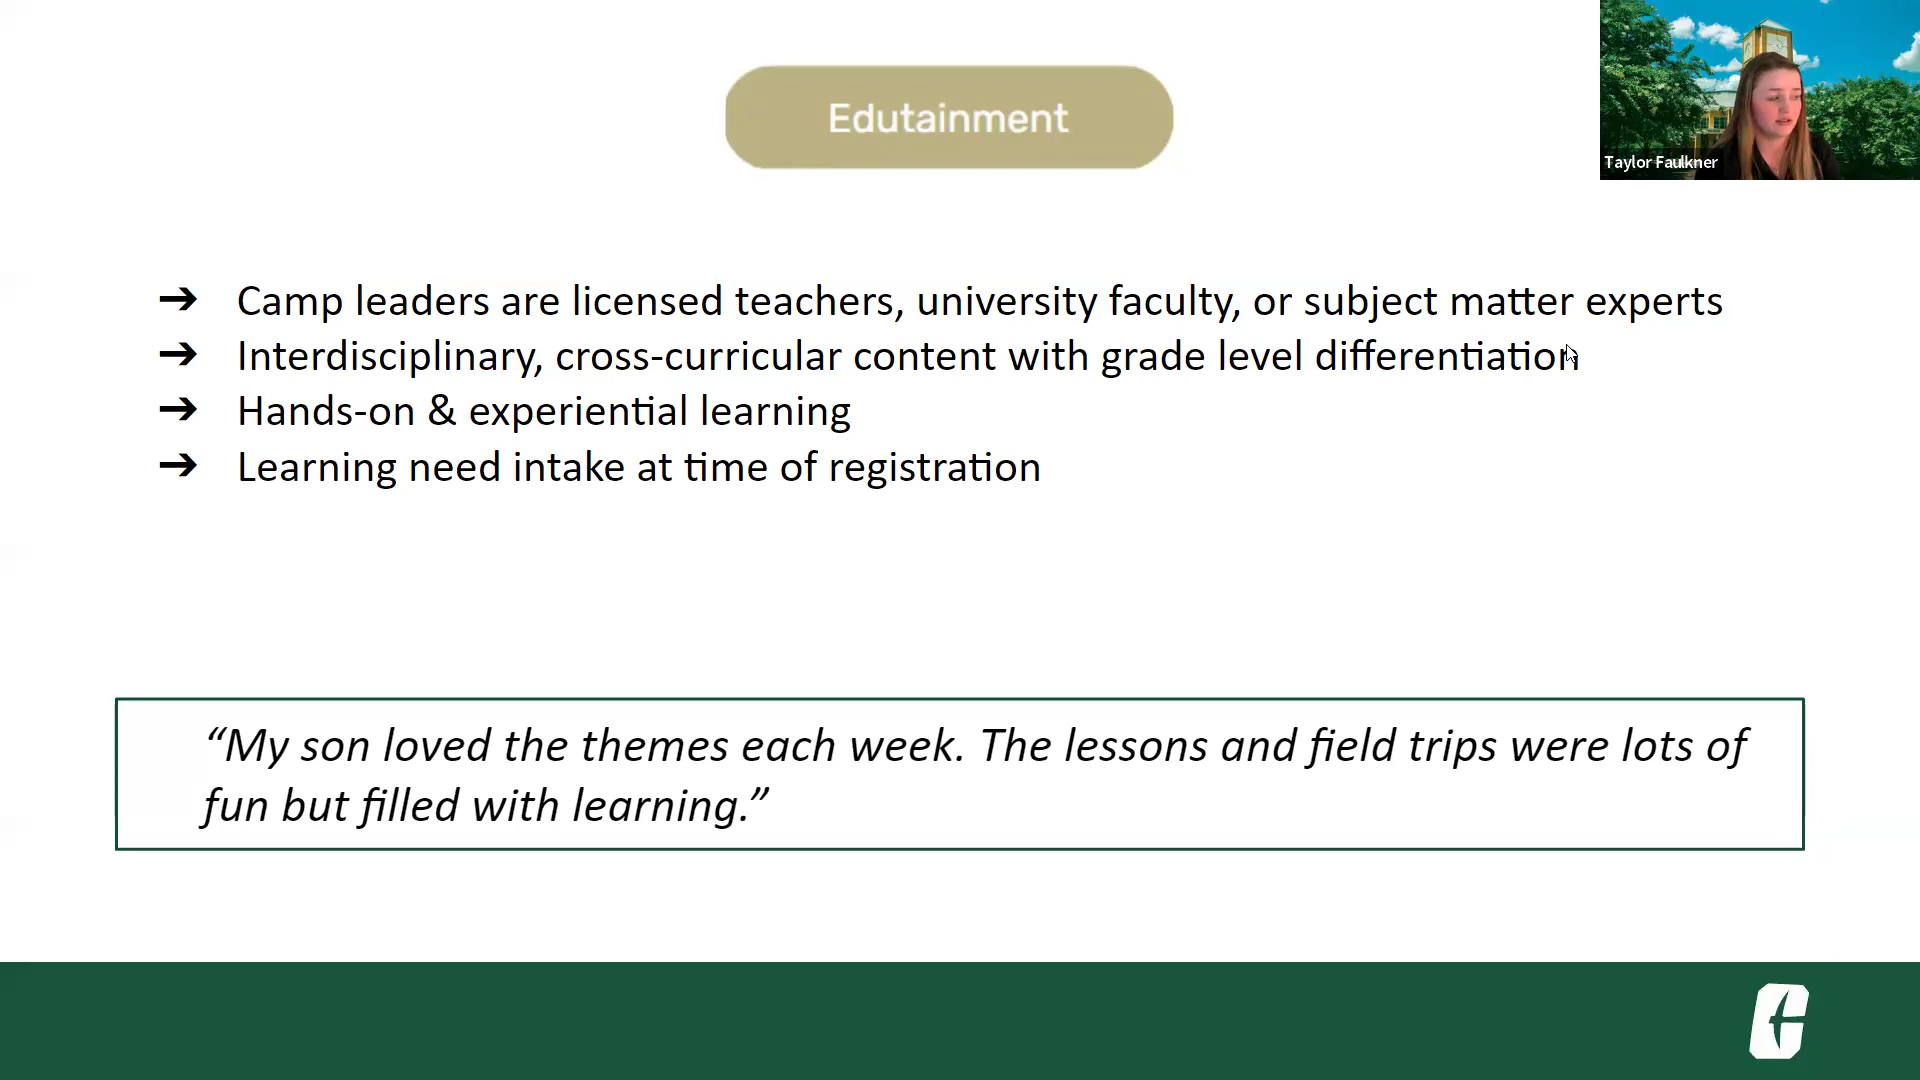 Edutainment
Taylor Faulkner
➔ Camp leaders are licensed teachers, university faculty, or subject matter experts
➔ Interdisciplinary, cross-curricular content with grade level differentiation
➔ Hands-on & experiential learning
➔ Learning need intake at time of registration
“My son loved the themes each week. The lessons and field trips were lots of
fun but filled with learning.”